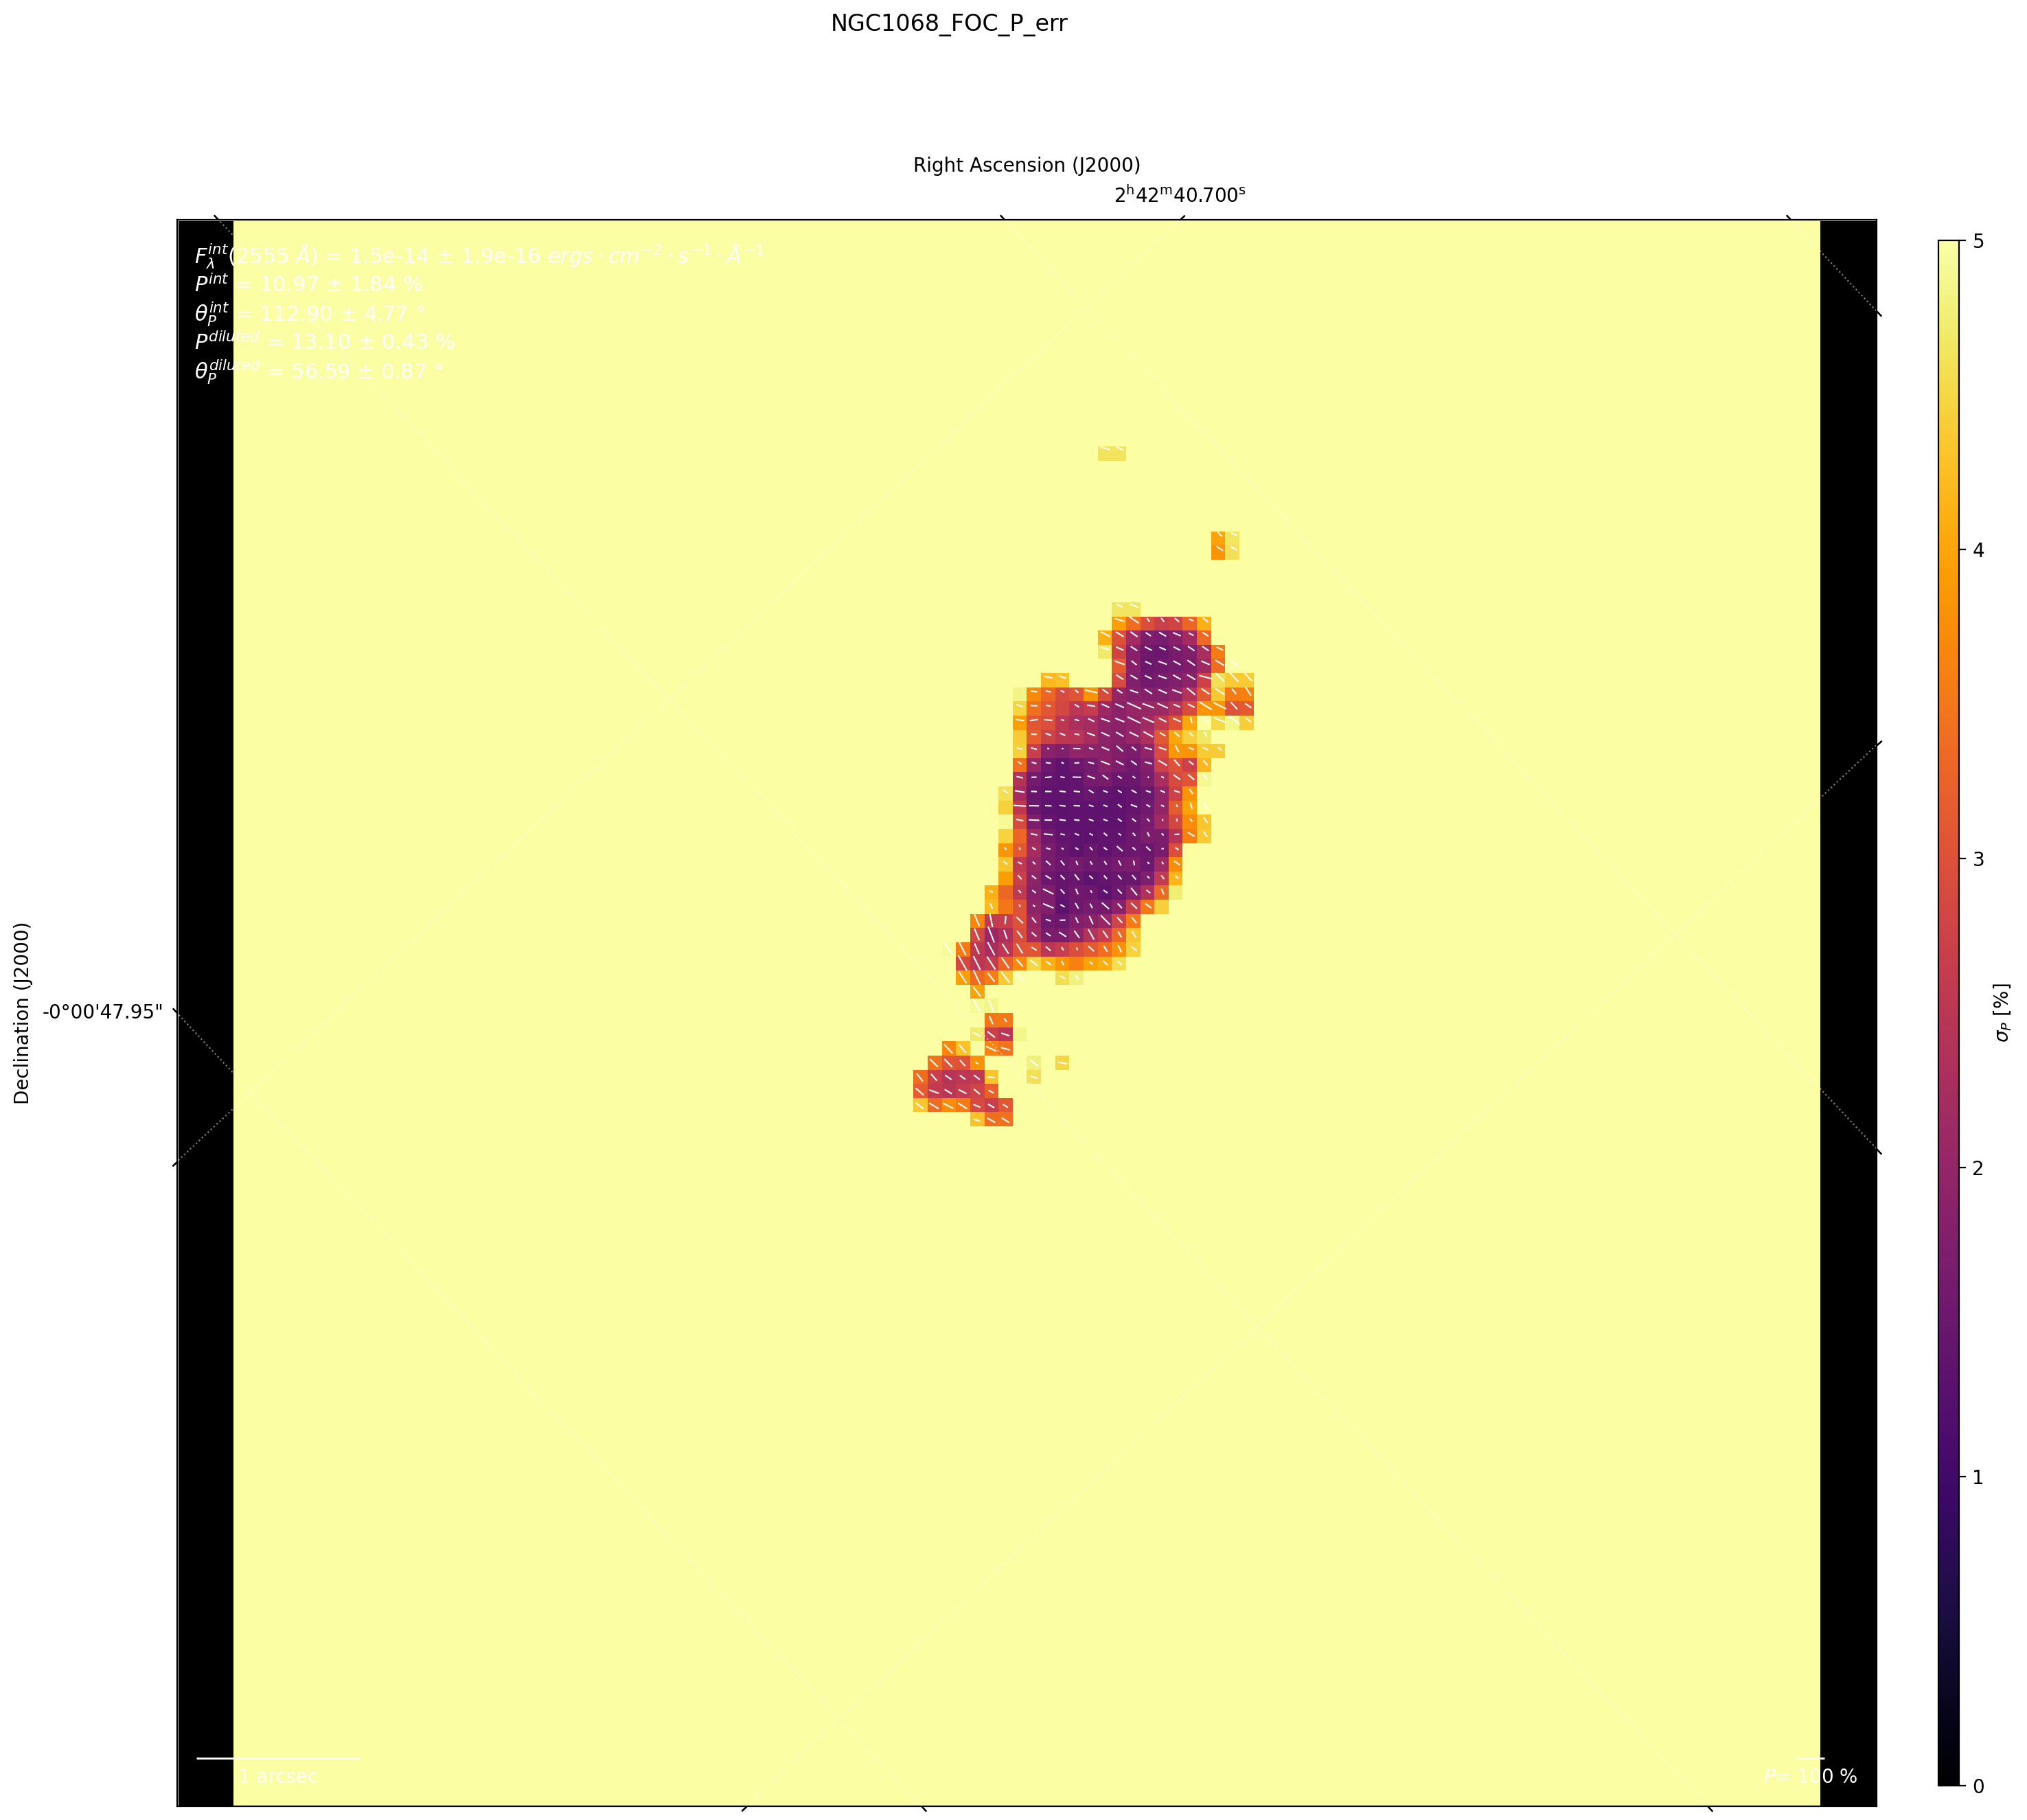 NGC1068_FOC_P_err
Right Ascension (J2000)
2ʰ42ᵐ40.700ˢ
F_λ^int (2555 Å) = 1.5e-14 ± 1.9e-16 ergs · cm⁻² · s⁻¹ · Å⁻¹
P^int = 10.97 ± 1.84 %
θ_P^int = 112.90 ± 4.77 °
P^diluted = 13.10 ± 0.43 %
θ_P^diluted = 56.59 ± 0.87 °
Declination (J2000)
-0°00'47.95"
1 arcsec
P= 100 %
5
4
3
2
1
0
σ_P [%]